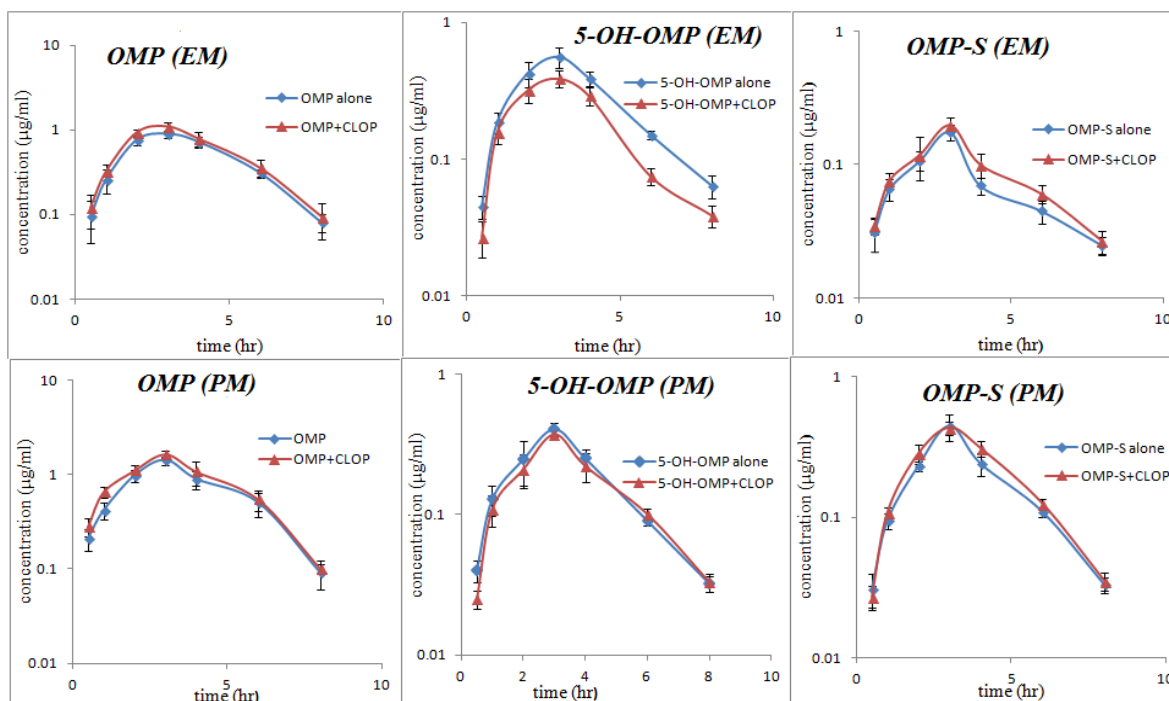 OMP (EM)
concentration (µg/ml)
10
1
0.1
0.01
OMP alone
OMP+CLOP
0
5
10
time (hr)
5-OH-OMP (EM)
concentration (µg/ml)
1
0.1
0.01
5-OH-OMP alone
5-OH-OMP+CLOP
0
5
10
time (hr)
OMP-S (EM)
concentration (µg/ml)
1
0.1
0.01
OMP-S alone
OMP-S+CLOP
0
5
10
time (hr)
OMP (PM)
concentration (µg/ml)
10
1
0.1
0.01
OMP
OMP+CLOP
0
5
10
time (hr)
5-OH-OMP (PM)
concentration (µg/ml)
1
0.1
0.01
5-OH-OMP alone
5-OH-OMP+CLOP
0
2
4
6
8
10
time (hr)
OMP-S (PM)
concentration (µg/ml)
1
0.1
0.01
OMP-S alone
OMP-S+CLOP
0
5
10
time (hr)